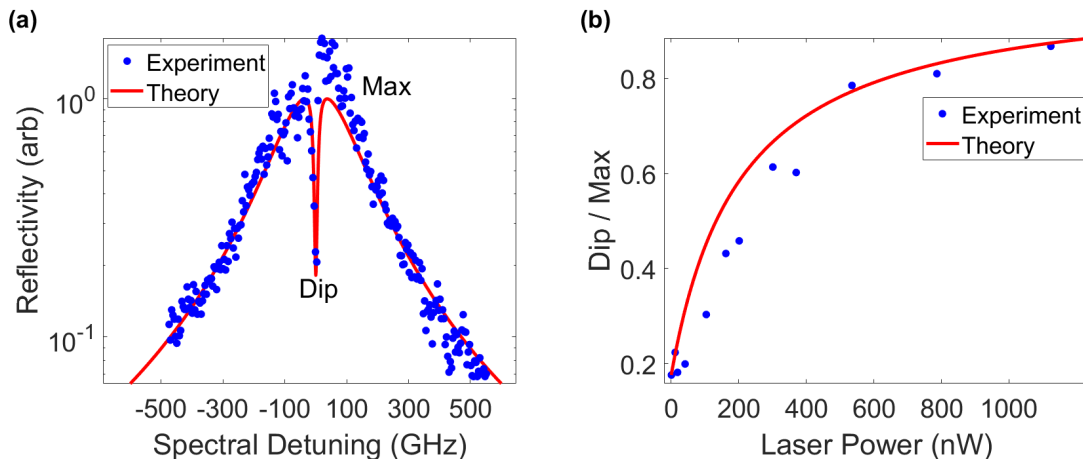 (a)
Experiment
Theory
Max
Dip
10^0
10^-1
Reflectivity (arb)
-500 -300 -100 100 300 500
Spectral Detuning (GHz)
(b)
Experiment
Theory
0.8
0.6
0.4
0.2
Dip / Max
0 200 400 600 800 1000
Laser Power (nW)